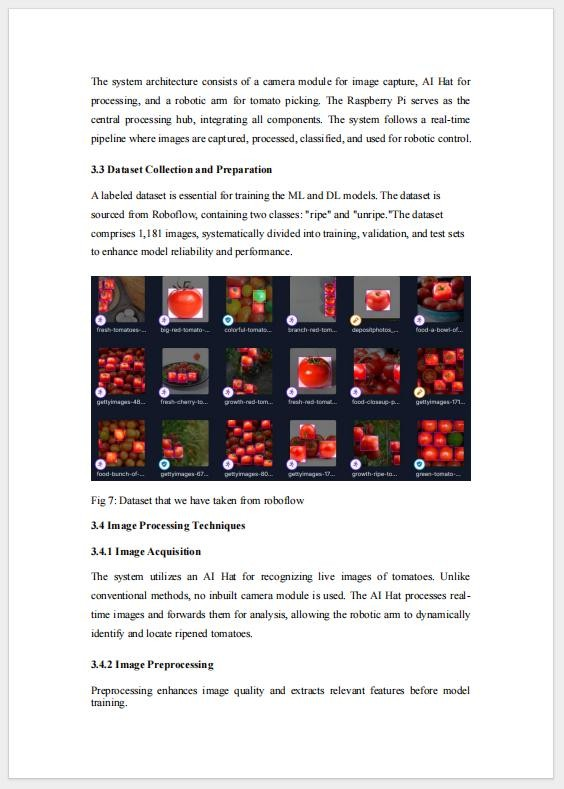 The system architecture consists of a camera module for image capture, AI Hat for
processing, and a robotic arm for tomato picking. The Raspberry Pi serves as the
central processing hub, integrating all components. The system follows a real-time
pipeline where images are captured, processed, classified, and used for robotic control.
3.3 Dataset Collection and Preparation
A labeled dataset is essential for training the ML and DL models. The dataset is
sourced from Roboflow, containing two classes: "ripe" and "unripe."The dataset
comprises 1,181 images, systematically divided into training, validation, and test sets
to enhance model reliability and performance.
fresh-tomatoes-... big-red-tomato-... colorful-tomato... branch-red-tom... depositphotos_... food-a-bowl-of...
gettyimages-48... fresh-cherry-to... growth-red-tom... fresh-red-tomat... food-closeup-p... gettyimages-171...
food-bunch-of-... gettyimages-67... gettyimages-80... gettyimages-17... growth-ripe-to... green-tomato-...
Fig 7: Dataset that we have taken from roboflow
3.4 Image Processing Techniques
3.4.1 Image Acquisition
The system utilizes an AI Hat for recognizing live images of tomatoes. Unlike
conventional methods, no inbuilt camera module is used. The AI Hat processes real-
time images and forwards them for analysis, allowing the robotic arm to dynamically
identify and locate ripened tomatoes.
3.4.2 Image Preprocessing
Preprocessing enhances image quality and extracts relevant features before model
training.